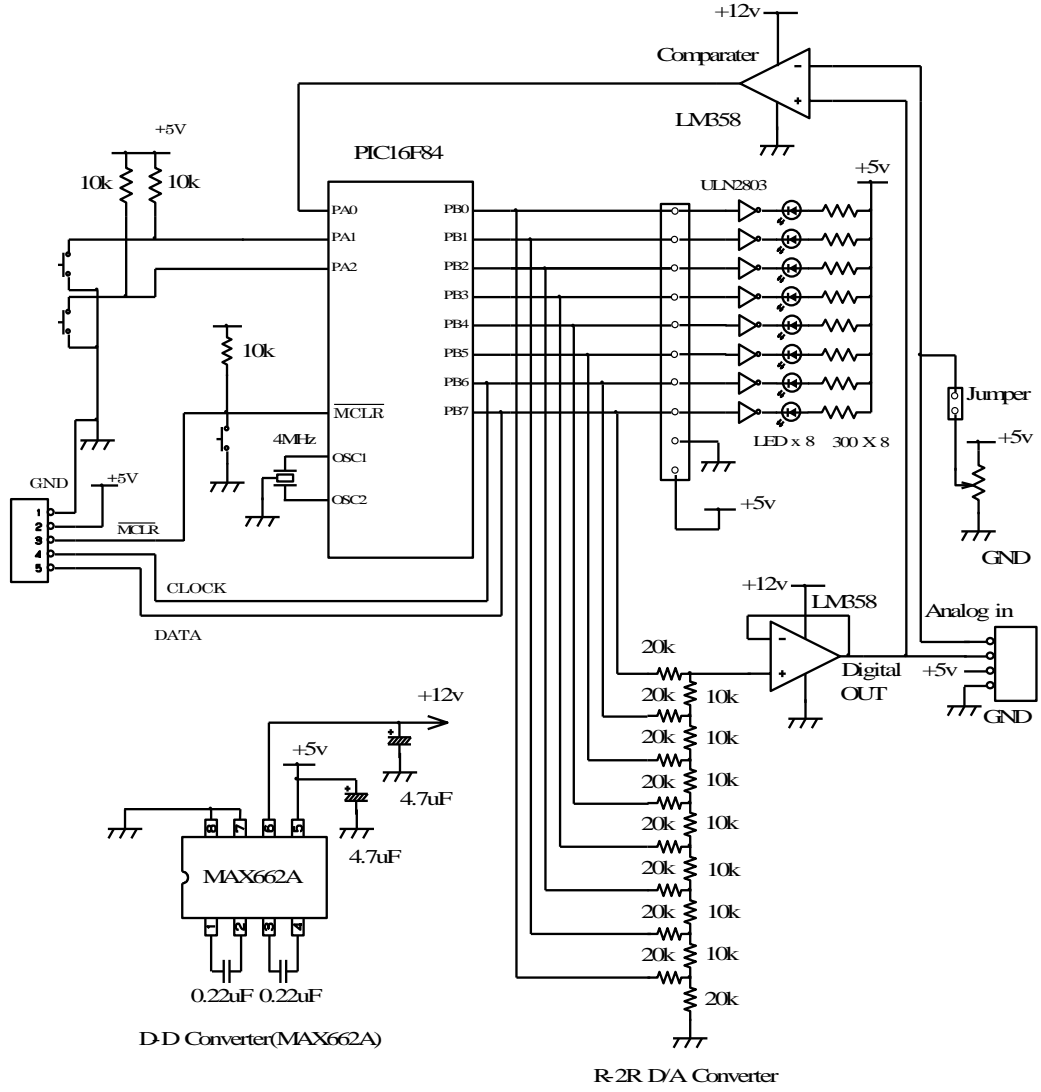 +12v
Comparater
LM358
+5V
PIC16F84
10k
10k
ULN2803
+5v
PA0
PB0
PA1
PB1
PA2
PB2
PB3
PB4
10k
PB5
PB6
MCLR
PB7
Jumper
4MHz
LED x 8
300 X 8
+5v
OSC1
GND
+5V
OSC2
+5v
1
2
MCLR
3
4
5
GND
CLOCK
+12v
LM358
DATA
Analog in
20k
Digital
OUT
+5v
GND
20k
10k
+12v
20k
10k
+5v
20k
10k
4.7uF
20k
10k
8
7
6
5
4.7uF
20k
10k
MAX662A
20k
10k
1
2
3
4
20k
10k
0.22uF
0.22uF
20k
D-D Converter(MAX662A)
R-2R D/A Converter